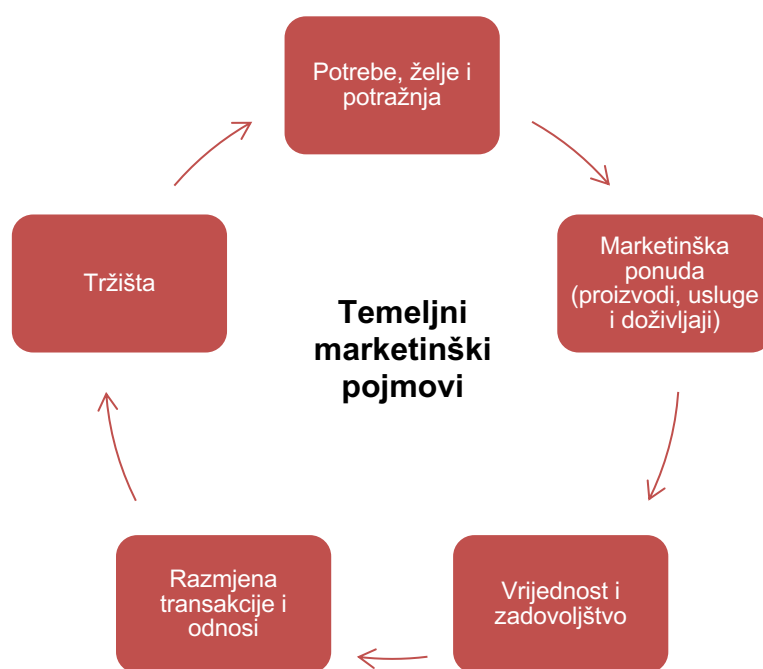 Potrebe, želje i
potražnja
Marketinška
ponuda
(proizvodi, usluge
i doživljaji)
Tržišta
Temeljni
marketinški
pojmovi
Razmjena
transakcije i
odnosi
Vrijednost i
zadovoljštvo